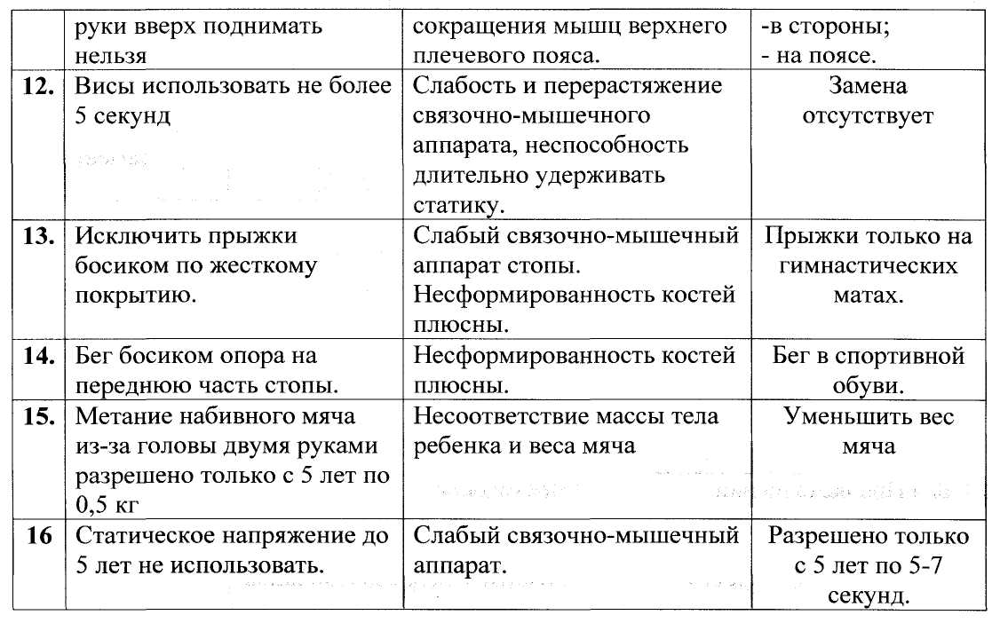 руки вверх поднимать
нельзя
сокращения мышц верхнего
плечевого пояса.
-в стороны;
- на поясе.
12.
Висы использовать не более
5 секунд
Слабость и перерастяжение
связочно-мышечного
аппарата, неспособность
длительно удерживать
статику.
Замена
отсутствует
13.
Исключить прыжки
босиком по жесткому
покрытию.
Слабый связочно-мышечный
аппарат стопы.
Несформированность костей
плюсны.
Прыжки только на
гимнастических
матах.
14.
Бег босиком опора на
переднюю часть стопы.
Несформированность костей
плюсны.
Бег в спортивной
обуви.
15.
Метание набивного мяча
из-за головы двумя руками
разрешено только с 5 лет по
0,5 кг
Несоответствие массы тела
ребенка и веса мяча
Уменьшить вес
мяча
16
Статическое напряжение до
5 лет не использовать.
Слабый связочно-мышечный
аппарат.
Разрешено только
с 5 лет по 5-7
секунд.